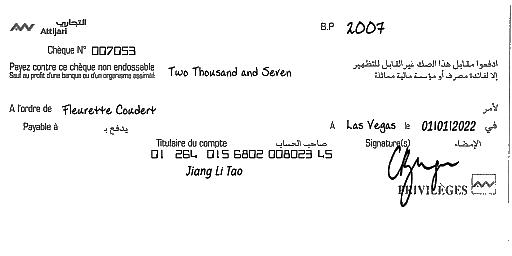 التجاري
Attijari
B.P 2007
Chèque N° 007053
Payez contre ce chèque non endossable
Sauf au profit d'une banque ou d'un organisme assimilé
Two Thousand and Seven
ادفعوا مقابل هذا الصك غير القابل للتظهير
إلا لفائدة مصرف أو مؤسسة مالية مماثلة
A l'ordre de Fleurette Coudert
لأمر
Payable à يدفع بـ
A Las Vegas le 01/01/2022 في
Titulaire du compte صاحب الحساب
Signature(s) الإمضاء
01 264 015 6802 008023 45
Jiang Li Tao
PRIVILÈGES